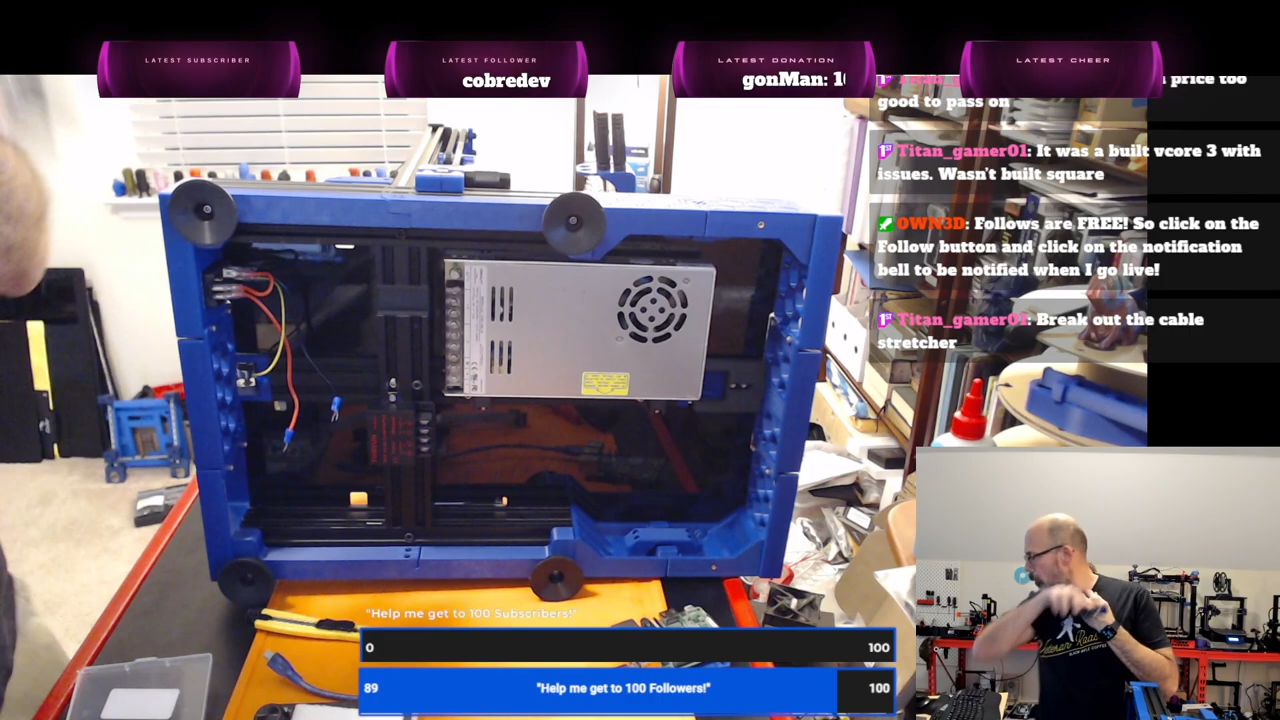 LATEST SUBSCRIBER
LATEST FOLLOWER
cobredev
LATEST DONATION
gonMan: 1
LATEST CHEER
price too
good to pass on
1ST Titan_gamer01: It was a built vcore 3 with
issues. Wasn't built square
OWN3D: Follows are FREE! So click on the
Follow button and click on the notification
bell to be notified when I go live!
1ST Titan_gamer01: Break out the cable
stretcher
"Help me get to 100 Subscribers!"
0 100
89 "Help me get to 100 Followers!" 100